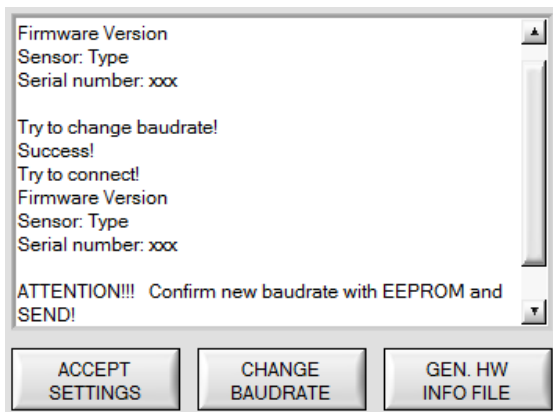 Firmware Version
Sensor: Type
Serial number: xxx
Try to change baudrate!
Success!
Try to connect!
Firmware Version
Sensor: Type
Serial number: xxx
ATTENTION!!!   Confirm new baudrate with EEPROM and
SEND!
ACCEPT
SETTINGS
CHANGE
BAUDRATE
GEN. HW
INFO FILE